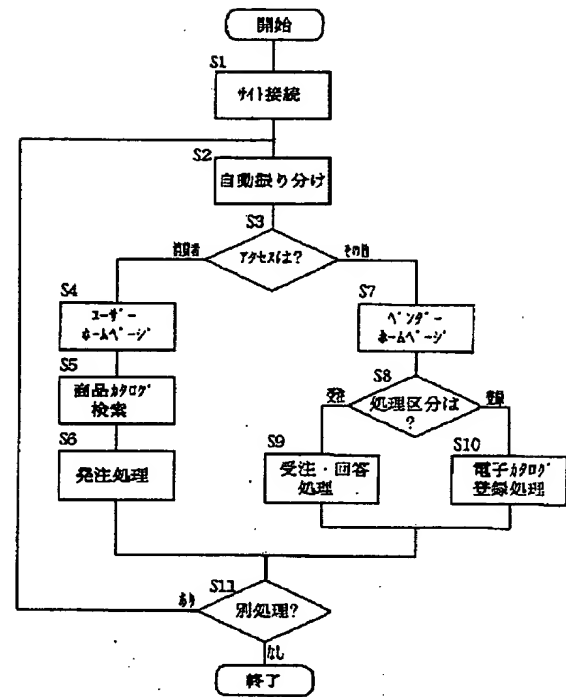 開始
S1
ｻｲﾄ接続
S2
自動振り分け
S3
ｱｸｾｽは?
消費者
その他
S4
ﾕｰｻﾞｰ
ﾎｰﾑﾍﾟｰｼﾞ
S7
ﾍﾞﾝﾀﾞｰ
ﾎｰﾑﾍﾟｰｼﾞ
S5
商品ｶﾀﾛｸﾞ
検索
S8
処理区分は
?
登録
S6
発注処理
S9
受注・回答
処理
S10
電子ｶﾀﾛｸﾞ
登録処理
S11
別処理?
あり
なし
終了